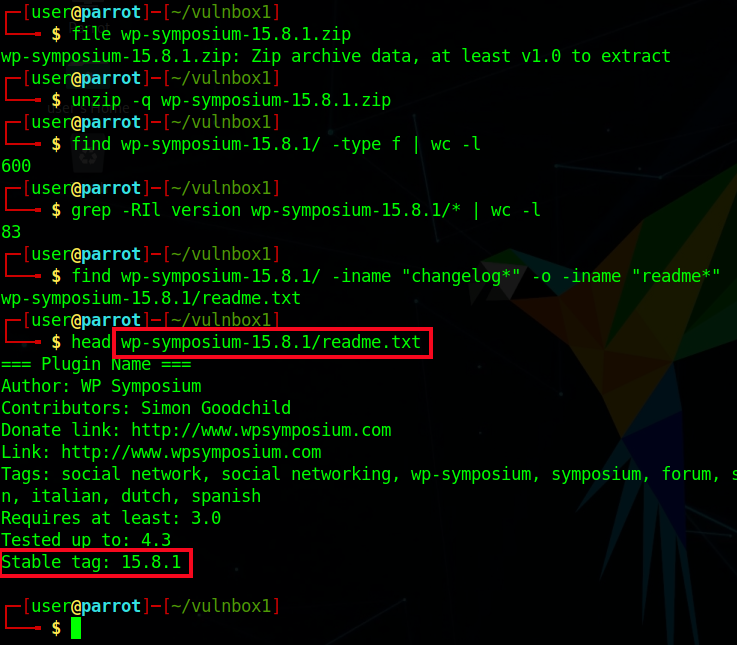 ┌─[user@parrot]─[~/vulnbox1]
└──╼ $ file wp-symposium-15.8.1.zip
wp-symposium-15.8.1.zip: Zip archive data, at least v1.0 to extract
┌─[user@parrot]─[~/vulnbox1]
└──╼ $ unzip -q wp-symposium-15.8.1.zip
┌─[user@parrot]─[~/vulnbox1]
└──╼ $ find wp-symposium-15.8.1/ -type f | wc -l
600
┌─[user@parrot]─[~/vulnbox1]
└──╼ $ grep -RIl version wp-symposium-15.8.1/* | wc -l
83
┌─[user@parrot]─[~/vulnbox1]
└──╼ $ find wp-symposium-15.8.1/ -iname "changelog*" -o -iname "readme*"
wp-symposium-15.8.1/readme.txt
┌─[user@parrot]─[~/vulnbox1]
└──╼ $ head wp-symposium-15.8.1/readme.txt
=== Plugin Name ===
Author: WP Symposium
Contributors: Simon Goodchild
Donate link: http://www.wpsymposium.com
Link: http://www.wpsymposium.com
Tags: social network, social networking, wp-symposium, symposium, forum, s
n, italian, dutch, spanish
Requires at least: 3.0
Tested up to: 4.3
Stable tag: 15.8.1
┌─[user@parrot]─[~/vulnbox1]
└──╼ $